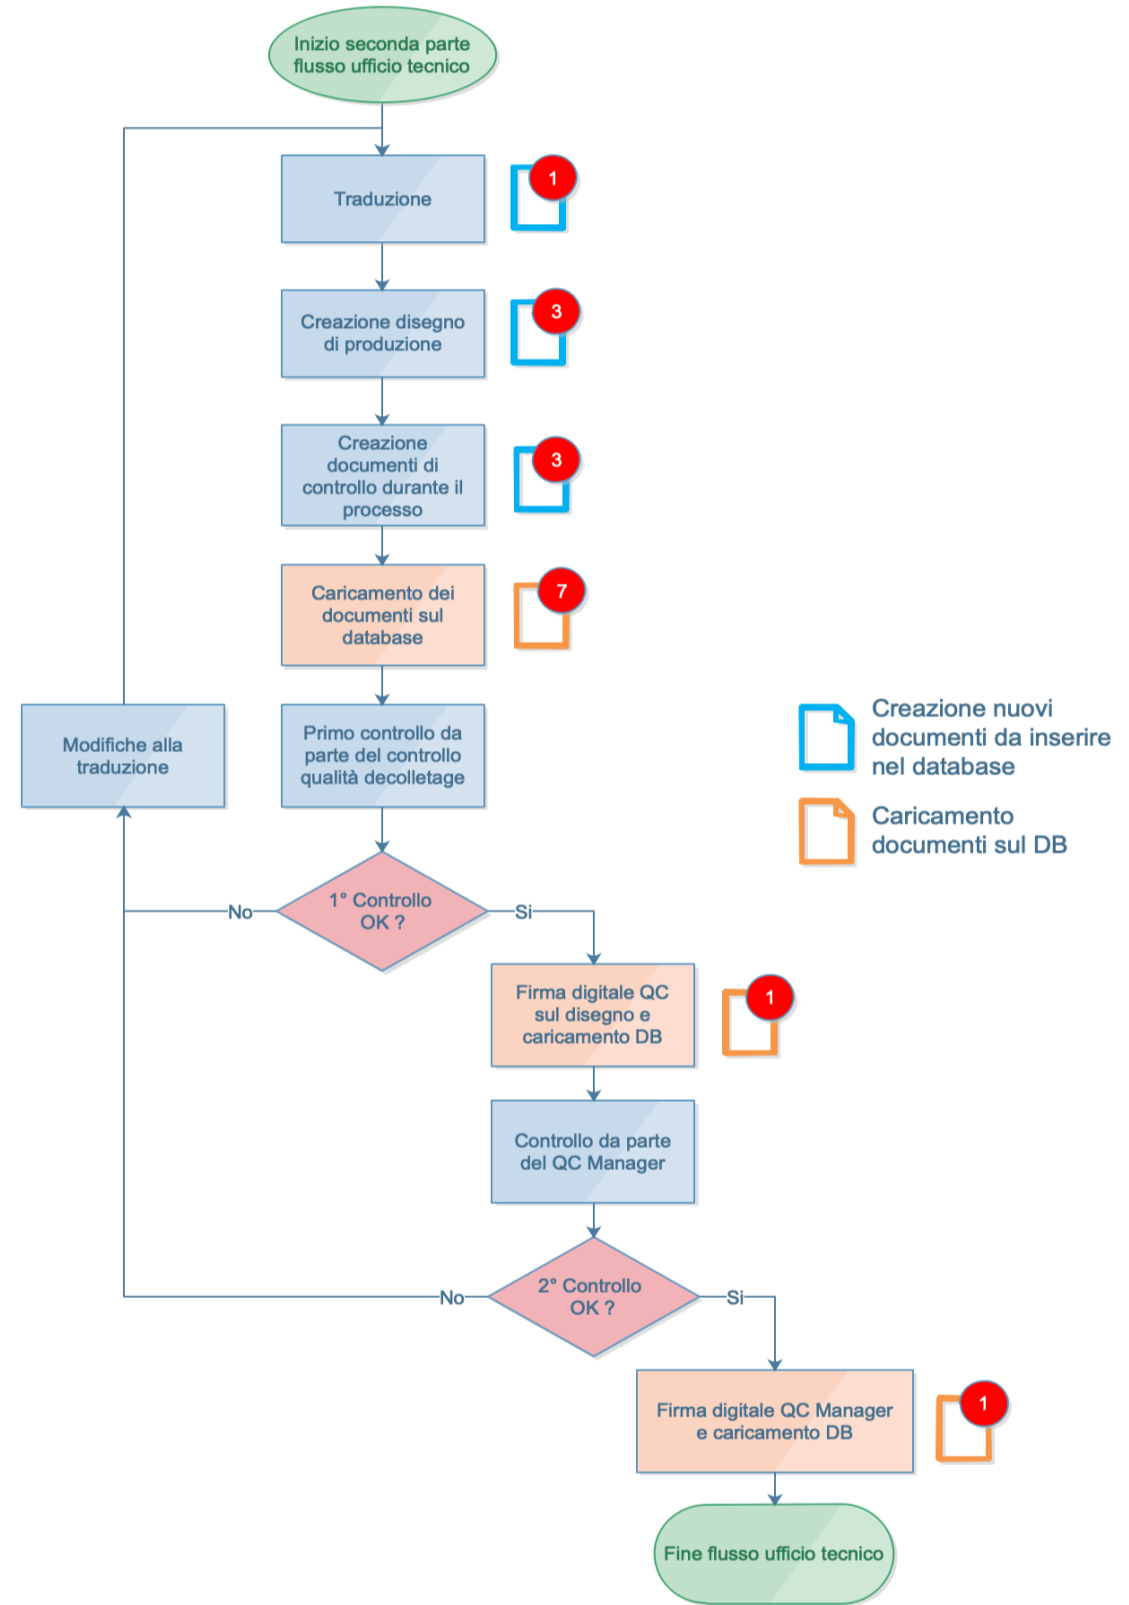 Inizio seconda parte
flusso ufficio tecnico
Traduzione
1
Creazione disegno
di produzione
3
Creazione
documenti di
controllo durante il
processo
3
Caricamento dei
documenti sul
database
7
Modifiche alla
traduzione
Primo controllo da
parte del controllo
qualità decolletage
Creazione nuovi
documenti da inserire
nel database
Caricamento
documenti sul DB
No
1° Controllo
OK ?
Si
Firma digitale QC
sul disegno e
caricamento DB
1
Controllo da parte
del QC Manager
No
2° Controllo
OK ?
Si
Firma digitale QC Manager
e caricamento DB
1
Fine flusso ufficio tecnico